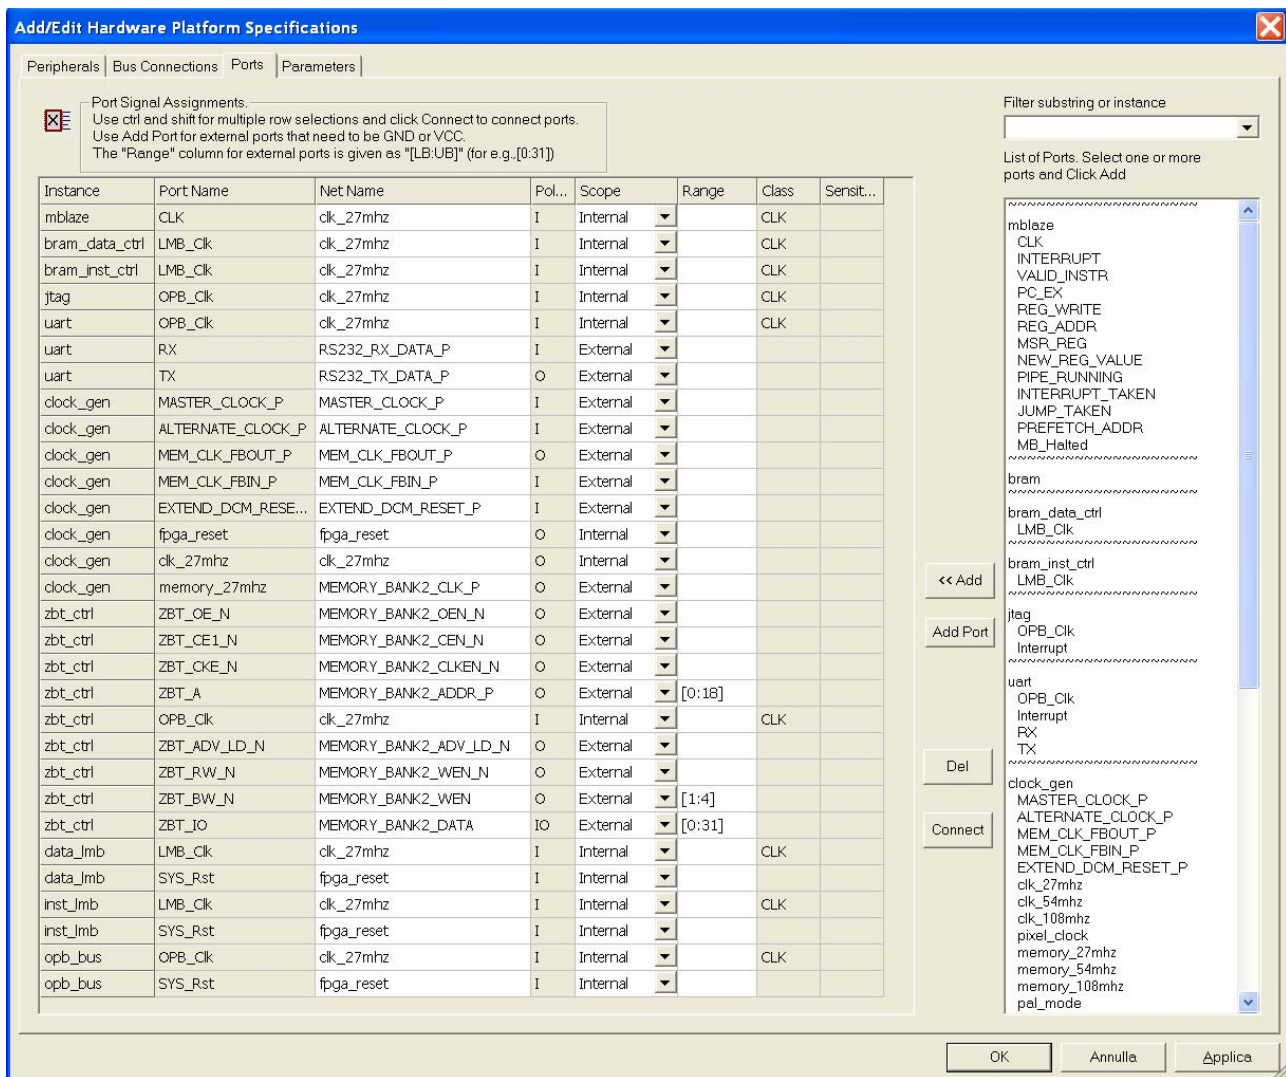 Add/Edit Hardware Platform Specifications
Peripherals Bus Connections Ports Parameters
Port Signal Assignments.
Use ctrl and shift for multiple row selections and click Connect to connect ports.
Use Add Port for external ports that need to be GND or VCC.
The "Range" column for external ports is given as "[LB:UB]" (for e.g.,[0:31])
Instance Port Name Net Name Pol... Scope Range Class Sensit...
mblaze CLK clk_27mhz I Internal CLK
bram_data_ctrl LMB_Clk clk_27mhz I Internal CLK
bram_inst_ctrl LMB_Clk clk_27mhz I Internal CLK
jtag OPB_Clk clk_27mhz I Internal CLK
uart OPB_Clk clk_27mhz I Internal CLK
uart RX RS232_RX_DATA_P I External
uart TX RS232_TX_DATA_P O External
clock_gen MASTER_CLOCK_P MASTER_CLOCK_P I External
clock_gen ALTERNATE_CLOCK_P ALTERNATE_CLOCK_P I External
clock_gen MEM_CLK_FBOUT_P MEM_CLK_FBOUT_P O External
clock_gen MEM_CLK_FBIN_P MEM_CLK_FBIN_P I External
clock_gen EXTEND_DCM_RESE... EXTEND_DCM_RESET_P I External
clock_gen fpga_reset fpga_reset O Internal
clock_gen clk_27mhz clk_27mhz O Internal
clock_gen memory_27mhz MEMORY_BANK2_CLK_P O External
zbt_ctrl ZBT_OE_N MEMORY_BANK2_OEN_N O External
zbt_ctrl ZBT_CE1_N MEMORY_BANK2_CEN_N O External
zbt_ctrl ZBT_CKE_N MEMORY_BANK2_CLKEN_N O External
zbt_ctrl ZBT_A MEMORY_BANK2_ADDR_P O External [0:18]
zbt_ctrl OPB_Clk clk_27mhz I Internal CLK
zbt_ctrl ZBT_ADV_LD_N MEMORY_BANK2_ADV_LD_N O External
zbt_ctrl ZBT_RW_N MEMORY_BANK2_WEN_N O External
zbt_ctrl ZBT_BW_N MEMORY_BANK2_WEN O External [1:4]
zbt_ctrl ZBT_IO MEMORY_BANK2_DATA IO External [0:31]
data_lmb LMB_Clk clk_27mhz I Internal CLK
data_lmb SYS_Rst fpga_reset I Internal
inst_lmb LMB_Clk clk_27mhz I Internal CLK
inst_lmb SYS_Rst fpga_reset I Internal
opb_bus OPB_Clk clk_27mhz I Internal CLK
opb_bus SYS_Rst fpga_reset I Internal
<< Add
Add Port
Del
Connect
Filter substring or instance
List of Ports. Select one or more
ports and Click Add
~~~~~~~~~~~~~~~~~~~~~
mblaze
CLK
INTERRUPT
VALID_INSTR
PC_EX
REG_WRITE
REG_ADDR
MSR_REG
NEW_REG_VALUE
PIPE_RUNNING
INTERRUPT_TAKEN
JUMP_TAKEN
PREFETCH_ADDR
MB_Halted
~~~~~~~~~~~~~~~~~~~~~
bram
~~~~~~~~~~~~~~~~~~~~~
bram_data_ctrl
LMB_Clk
~~~~~~~~~~~~~~~~~~~~~
bram_inst_ctrl
LMB_Clk
~~~~~~~~~~~~~~~~~~~~~
jtag
OPB_Clk
Interrupt
~~~~~~~~~~~~~~~~~~~~~
uart
OPB_Clk
Interrupt
RX
TX
~~~~~~~~~~~~~~~~~~~~~
clock_gen
MASTER_CLOCK_P
ALTERNATE_CLOCK_P
MEM_CLK_FBOUT_P
MEM_CLK_FBIN_P
EXTEND_DCM_RESET_P
clk_27mhz
clk_54mhz
clk_108mhz
pixel_clock
memory_27mhz
memory_54mhz
memory_108mhz
pal_mode
OK Annulla Applica